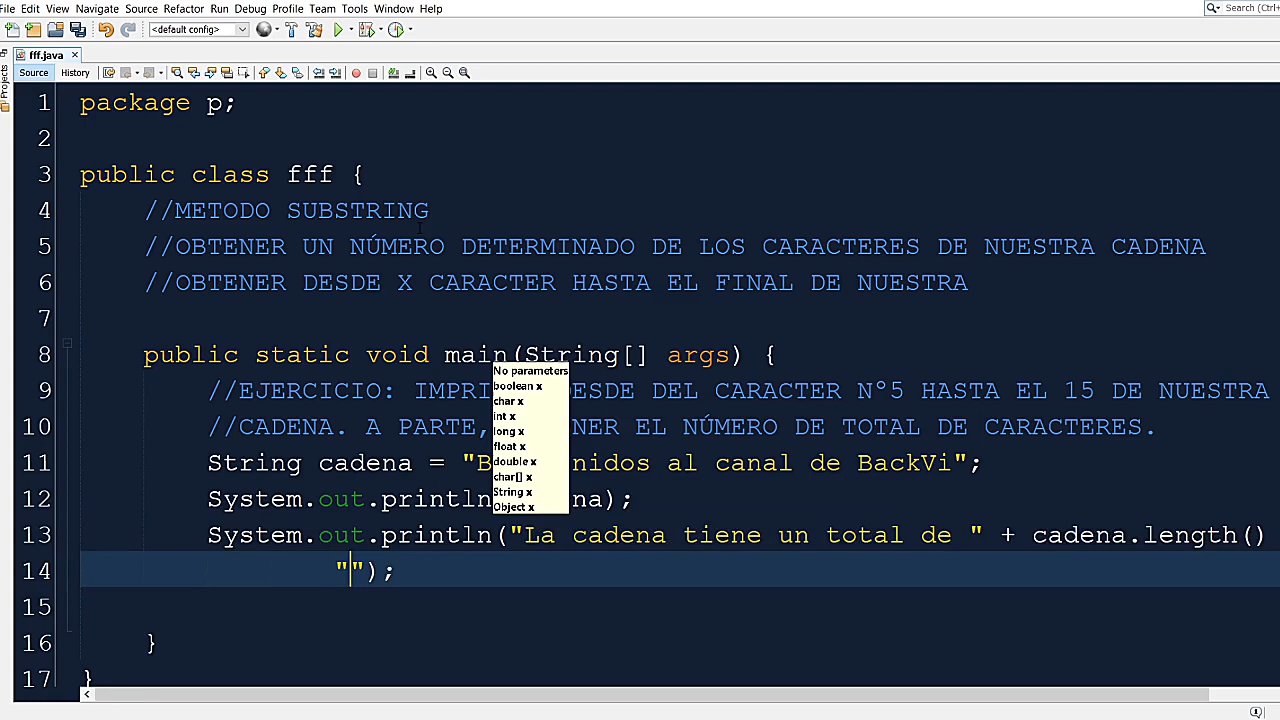 File Edit View Navigate Source Refactor Run Debug Profile Team Tools Window Help Search (Ctrl+
<default config>
fff.java
Source History
Projects
1 package p;
2
3 public class fff {
4 //METODO SUBSTRING
5 //OBTENER UN NÚMERO DETERMINADO DE LOS CARACTERES DE NUESTRA CADENA
6 //OBTENER DESDE X CARACTER HASTA EL FINAL DE NUESTRA
7
8 public static void main(String[] args) {
9 //EJERCICIO: IMPRI ESDE DEL CARACTER N°5 HASTA EL 15 DE NUESTRA
10 //CADENA. A PARTE, NER EL NÚMERO DE TOTAL DE CARACTERES.
11 String cadena = "B nidos al canal de BackVi";
12 System.out.println na);
13 System.out.println("La cadena tiene un total de " + cadena.length()
14 "");
15
16 }
17 }
No parameters
boolean x
char x
int x
long x
float x
double x
char[] x
String x
Object x